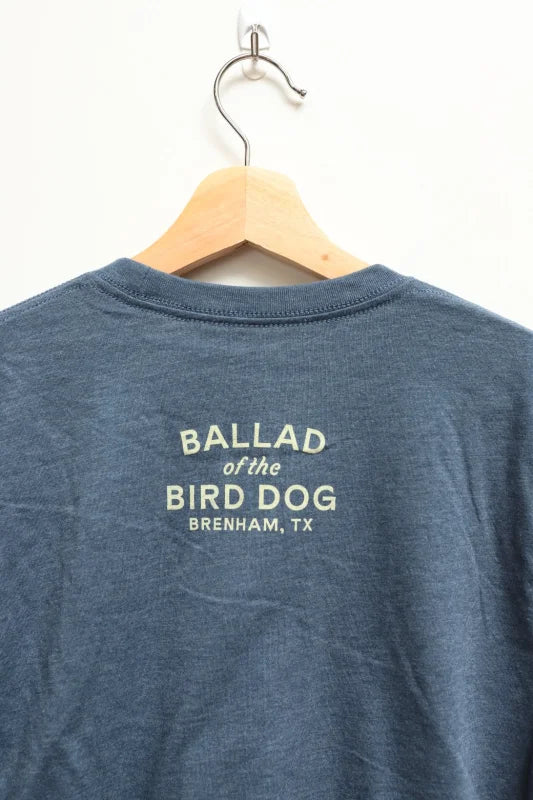 BALLAD
of the
BIRD DOG
BRENHAM, TX